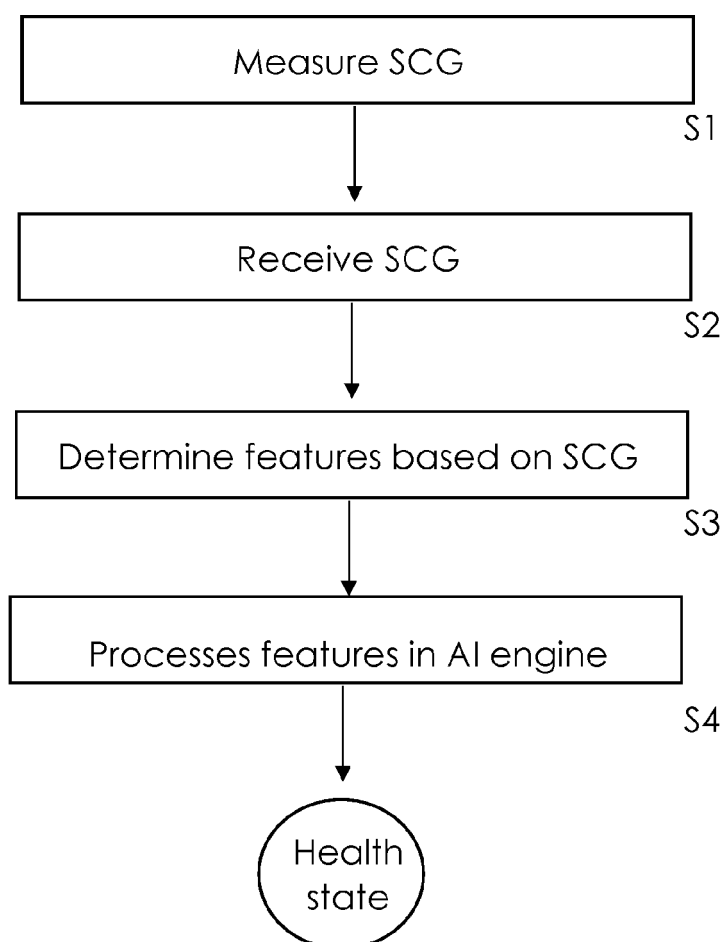 Measure SCG
S1
Receive SCG
S2
Determine features based on SCG
S3
Processes features in AI engine
S4
Health
state